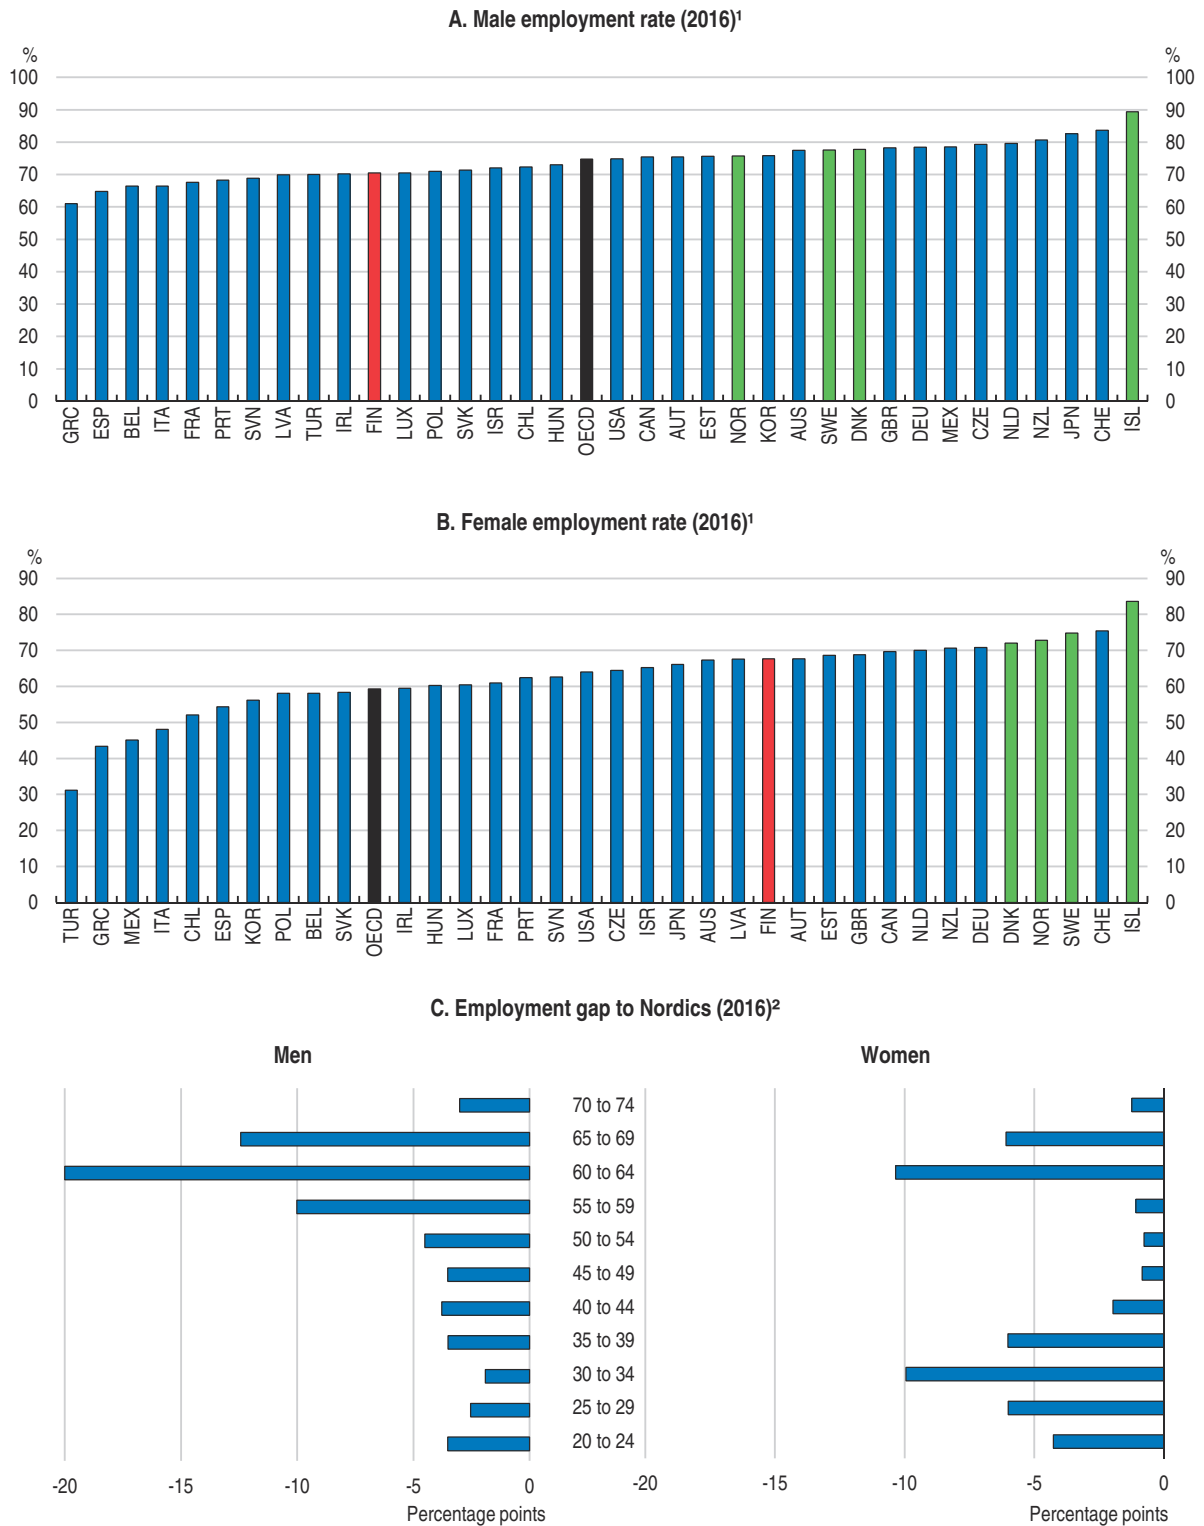 A. Male employment rate (2016)¹
% %
100 100
90 90
80 80
70 70
60 60
50 50
40 40
30 30
20 20
10 10
0 0
GRC ESP BEL ITA FRA PRT SVN LVA TUR IRL FIN LUX POL SVK ISR CHL HUN OECD USA CAN AUT EST NOR KOR AUS SWE DNK GBR DEU MEX CZE NLD NZL JPN CHE ISL
B. Female employment rate (2016)¹
% %
90 90
80 80
70 70
60 60
50 50
40 40
30 30
20 20
10 10
0 0
TUR GRC MEX ITA CHL ESP KOR POL BEL SVK OECD IRL HUN LUX FRA PRT SVN USA CZE ISR JPN AUS LVA FIN AUT EST GBR CAN NLD NZL DEU DNK NOR SWE CHE ISL
C. Employment gap to Nordics (2016)²
Men Women
70 to 74
65 to 69
60 to 64
55 to 59
50 to 54
45 to 49
40 to 44
35 to 39
30 to 34
25 to 29
20 to 24
-20 -15 -10 -5 0 -20 -15 -10 -5 0
Percentage points Percentage points